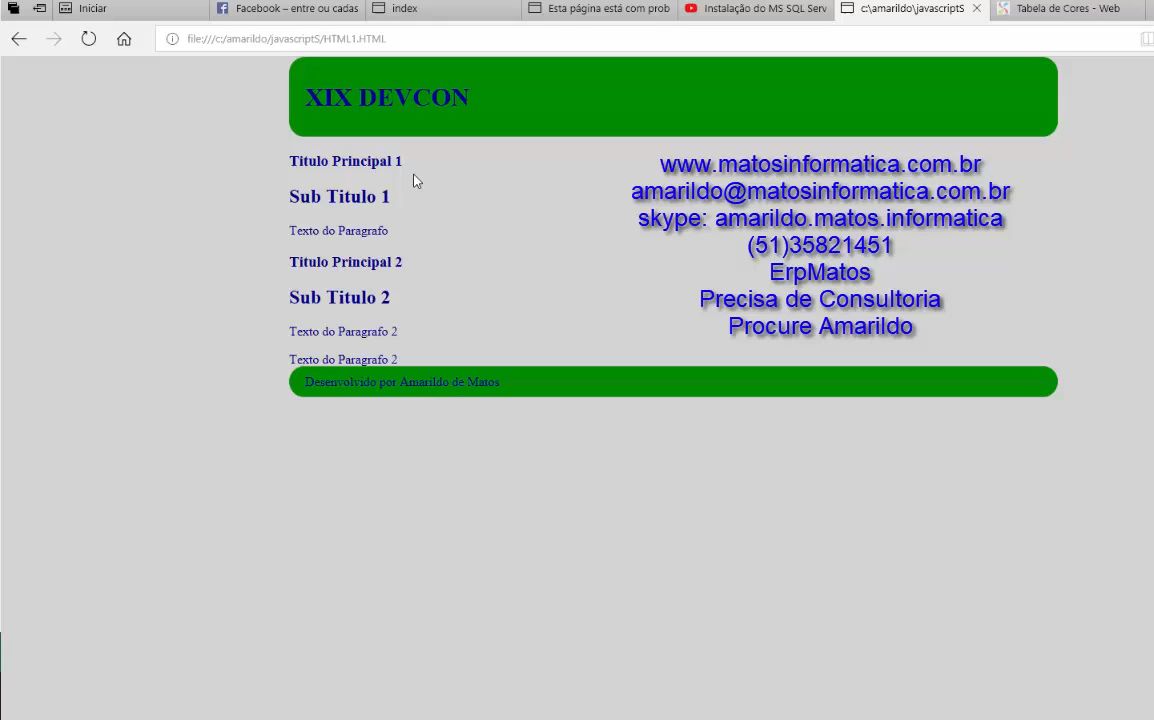 Iniciar
Facebook – entre ou cadas
index
Esta página está com prob
Instalação do MS SQL Serv
c:\amarildo\javascriptS
Tabela de Cores - Web
file:///c:/amarildo/javascriptS/HTML1.HTML
XIX DEVCON
Titulo Principal 1
Sub Titulo 1
Texto do Paragrafo
Titulo Principal 2
Sub Titulo 2
Texto do Paragrafo 2
Texto do Paragrafo 2
www.matosinformatica.com.br
amarildo@matosinformatica.com.br
skype: amarildo.matos.informatica
(51)35821451
ErpMatos
Precisa de Consultoria
Procure Amarildo
Desenvolvido por Amarildo de Matos